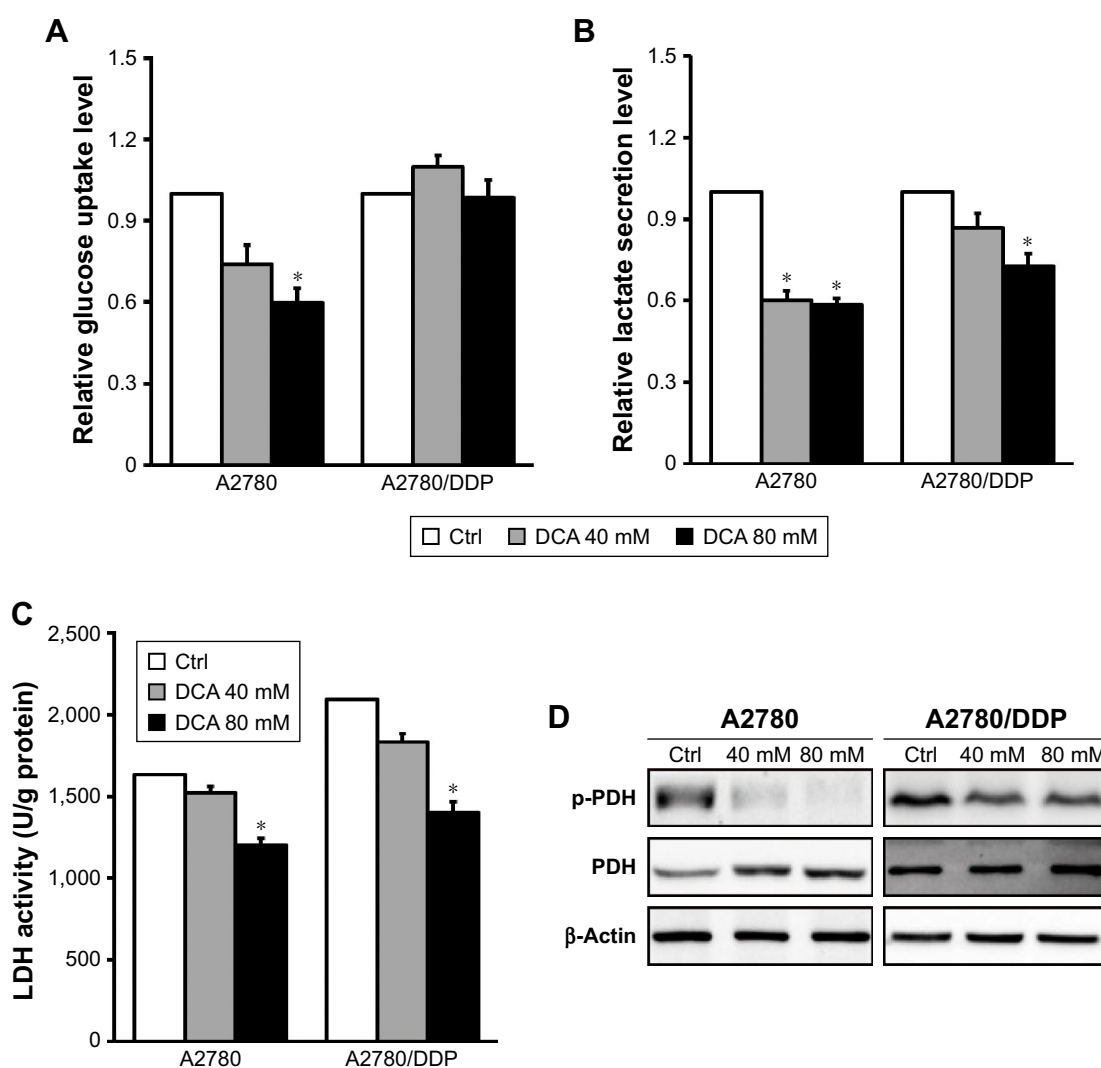 A
Relative glucose uptake level
1.5
1.2
0.9
0.6
0.3
0
*
A2780
A2780/DDP
B
Relative lactate secretion level
1.5
1.2
0.9
0.6
0.3
0
* * *
A2780
A2780/DDP
Ctrl DCA 40 mM DCA 80 mM
C
LDH activity (U/g protein)
2,500
2,000
1,500
1,000
500
0
Ctrl
DCA 40 mM
DCA 80 mM
*
*
A2780
A2780/DDP
D
A2780 A2780/DDP
Ctrl 40 mM 80 mM Ctrl 40 mM 80 mM
p-PDH
PDH
β-Actin